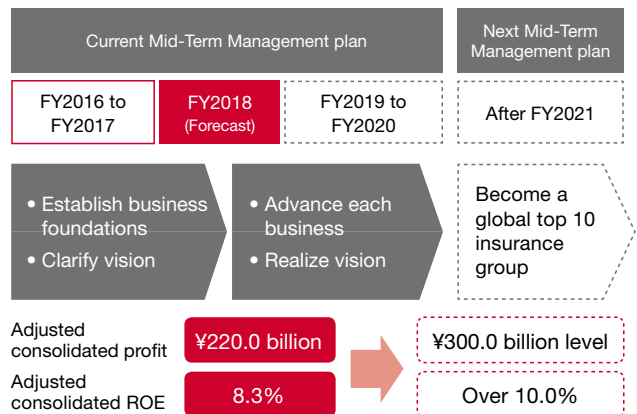 Current Mid-Term Management plan
Next Mid-Term
Management plan
FY2016 to
FY2017
FY2018
(Forecast)
FY2019 to
FY2020
After FY2021
• Establish business
foundations
• Clarify vision
• Advance each
business
• Realize vision
Become a
global top 10
insurance
group
Adjusted
consolidated profit
¥220.0 billion
¥300.0 billion level
Adjusted
consolidated ROE
8.3%
Over 10.0%